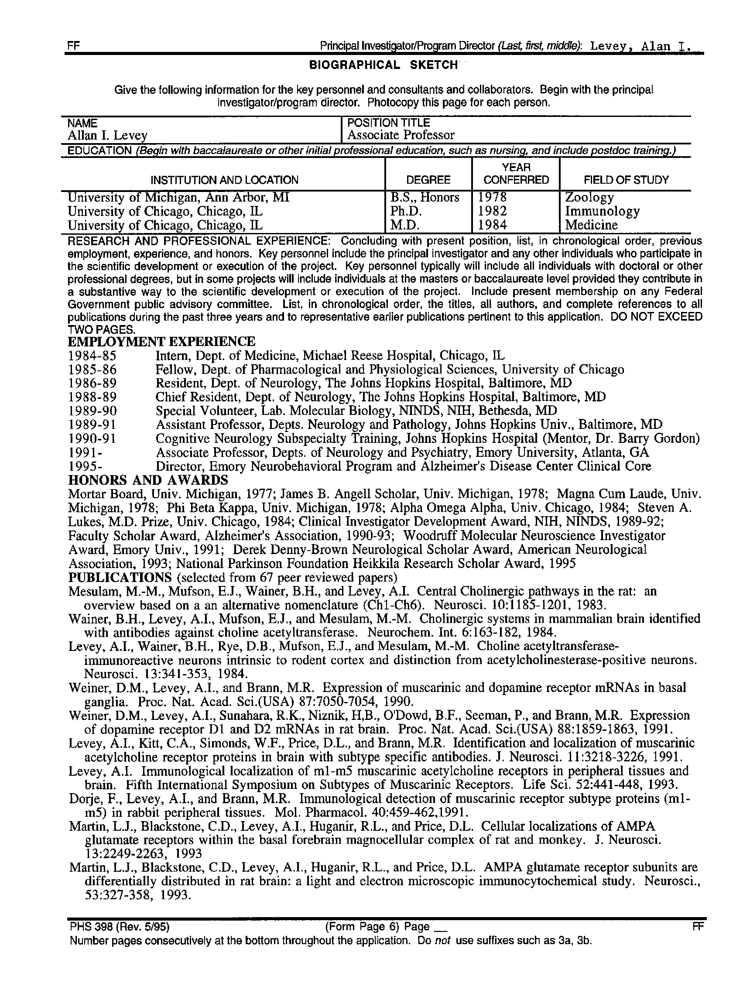 FF Principal Investigator/Program Director (Last, first, middle): Levey, Alan I.
BIOGRAPHICAL SKETCH
Give the following information for the key personnel and consultants and collaborators. Begin with the principal
investigator/program director. Photocopy this page for each person.
NAME POSITION TITLE
Allan I. Levey Associate Professor
EDUCATION (Begin with baccalaureate or other initial professional education, such as nursing, and include postdoc training.)
INSTITUTION AND LOCATION DEGREE YEAR CONFERRED FIELD OF STUDY
University of Michigan, Ann Arbor, MI B.S,, Honors 1978 Zoology
University of Chicago, Chicago, IL Ph.D. 1982 Immunology
University of Chicago, Chicago, IL M.D. 1984 Medicine
RESEARCH AND PROFESSIONAL EXPERIENCE: Concluding with present position, list, in chronological order, previous
employment, experience, and honors. Key personnel include the principal investigator and any other individuals who participate in
the scientific development or execution of the project. Key personnel typically will include all individuals with doctoral or other
professional degrees, but in some projects will include individuals at the masters or baccalaureate level provided they contribute in
a substantive way to the scientific development or execution of the project. Include present membership on any Federal
Government public advisory committee. List, in chronological order, the titles, all authors, and complete references to all
publications during the past three years and to representative earlier publications pertinent to this application. DO NOT EXCEED
TWO PAGES.
EMPLOYMENT EXPERIENCE
1984-85 Intern, Dept. of Medicine, Michael Reese Hospital, Chicago, IL
1985-86 Fellow, Dept. of Pharmacological and Physiological Sciences, University of Chicago
1986-89 Resident, Dept. of Neurology, The Johns Hopkins Hospital, Baltimore, MD
1988-89 Chief Resident, Dept. of Neurology, The Johns Hopkins Hospital, Baltimore, MD
1989-90 Special Volunteer, Lab. Molecular Biology, NINDS, NIH, Bethesda, MD
1989-91 Assistant Professor, Depts. Neurology and Pathology, Johns Hopkins Univ., Baltimore, MD
1990-91 Cognitive Neurology Subspecialty Training, Johns Hopkins Hospital (Mentor, Dr. Barry Gordon)
1991- Associate Professor, Depts. of Neurology and Psychiatry, Emory University, Atlanta, GA
1995- Director, Emory Neurobehavioral Program and Alzheimer's Disease Center Clinical Core
HONORS AND AWARDS
Mortar Board, Univ. Michigan, 1977; James B. Angell Scholar, Univ. Michigan, 1978; Magna Cum Laude, Univ.
Michigan, 1978; Phi Beta Kappa, Univ. Michigan, 1978; Alpha Omega Alpha, Univ. Chicago, 1984; Steven A.
Lukes, M.D. Prize, Univ. Chicago, 1984; Clinical Investigator Development Award, NIH, NINDS, 1989-92;
Faculty Scholar Award, Alzheimer's Association, 1990-93; Woodruff Molecular Neuroscience Investigator
Award, Emory Univ., 1991; Derek Denny-Brown Neurological Scholar Award, American Neurological
Association, 1993; National Parkinson Foundation Heikkila Research Scholar Award, 1995
PUBLICATIONS (selected from 67 peer reviewed papers)
Mesulam, M.-M., Mufson, E.J., Wainer, B.H., and Levey, A.I. Central Cholinergic pathways in the rat: an
overview based on a an alternative nomenclature (Ch1-Ch6). Neurosci. 10:1185-1201, 1983.
Wainer, B.H., Levey, A.I., Mufson, E.J., and Mesulam, M.-M. Cholinergic systems in mammalian brain identified
with antibodies against choline acetyltransferase. Neurochem. Int. 6:163-182, 1984.
Levey, A.I., Wainer, B.H., Rye, D.B., Mufson, E.J., and Mesulam, M.-M. Choline acetyltransferase-
immunoreactive neurons intrinsic to rodent cortex and distinction from acetylcholinesterase-positive neurons.
Neurosci. 13:341-353, 1984.
Weiner, D.M., Levey, A.I., and Brann, M.R. Expression of muscarinic and dopamine receptor mRNAs in basal
ganglia. Proc. Nat. Acad. Sci.(USA) 87:7050-7054, 1990.
Weiner, D.M., Levey, A.I., Sunahara, R.K., Niznik, H,B., O'Dowd, B.F., Seeman, P., and Brann, M.R. Expression
of dopamine receptor D1 and D2 mRNAs in rat brain. Proc. Nat. Acad. Sci.(USA) 88:1859-1863, 1991.
Levey, A.I., Kitt, C.A., Simonds, W.F., Price, D.L., and Brann, M.R. Identification and localization of muscarinic
acetylcholine receptor proteins in brain with subtype specific antibodies. J. Neurosci. 11:3218-3226, 1991.
Levey, A.I. Immunological localization of m1-m5 muscarinic acetylcholine receptors in peripheral tissues and
brain. Fifth International Symposium on Subtypes of Muscarinic Receptors. Life Sci. 52:441-448, 1993.
Dorje, F., Levey, A.I., and Brann, M.R. Immunological detection of muscarinic receptor subtype proteins (m1-
m5) in rabbit peripheral tissues. Mol. Pharmacol. 40:459-462,1991.
Martin, L.J., Blackstone, C.D., Levey, A.I., Huganir, R.L., and Price, D.L. Cellular localizations of AMPA
glutamate receptors within the basal forebrain magnocellular complex of rat and monkey. J. Neurosci.
13:2249-2263, 1993
Martin, L.J., Blackstone, C.D., Levey, A.I., Huganir, R.L., and Price, D.L. AMPA glutamate receptor subunits are
differentially distributed in rat brain: a light and electron microscopic immunocytochemical study. Neurosci.,
53:327-358, 1993.
PHS 398 (Rev. 5/95) (Form Page 6) Page __ FF
Number pages consecutively at the bottom throughout the application. Do not use suffixes such as 3a, 3b.